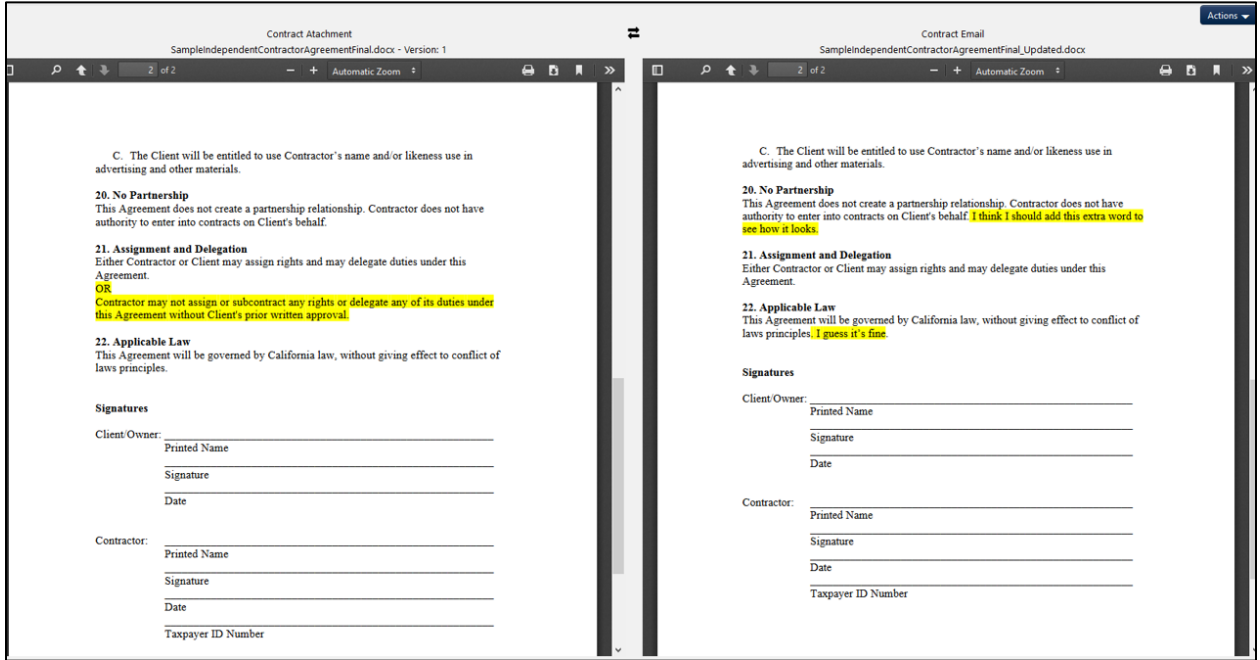 Actions
Contract Atachment
SampleIndependentContractorAgreementFinal.docx - Version: 1
2 of 2
Automatic Zoom
C. The Client will be entitled to use Contractor's name and/or likeness use in
advertising and other materials.
20. No Partnership
This Agreement does not create a partnership relationship. Contractor does not have
authority to enter into contracts on Client's behalf.
21. Assignment and Delegation
Either Contractor or Client may assign rights and may delegate duties under this
Agreement.
OR
Contractor may not assign or subcontract any rights or delegate any of its duties under
this Agreement without Client's prior written approval.
22. Applicable Law
This Agreement will be governed by California law, without giving effect to conflict of
laws principles.
Signatures
Client/Owner:
Printed Name
Signature
Date
Contractor:
Printed Name
Signature
Date
Taxpayer ID Number
Contract Email
SampleIndependentContractorAgreementFinal_Updated.docx
2 of 2
Automatic Zoom
C. The Client will be entitled to use Contractor's name and/or likeness use in
advertising and other materials.
20. No Partnership
This Agreement does not create a partnership relationship. Contractor does not have
authority to enter into contracts on Client's behalf. I think I should add this extra word to
see how it looks.
21. Assignment and Delegation
Either Contractor or Client may assign rights and may delegate duties under this
Agreement.
22. Applicable Law
This Agreement will be governed by California law, without giving effect to conflict of
laws principles. I guess it's fine.
Signatures
Client/Owner:
Printed Name
Signature
Date
Contractor:
Printed Name
Signature
Date
Taxpayer ID Number